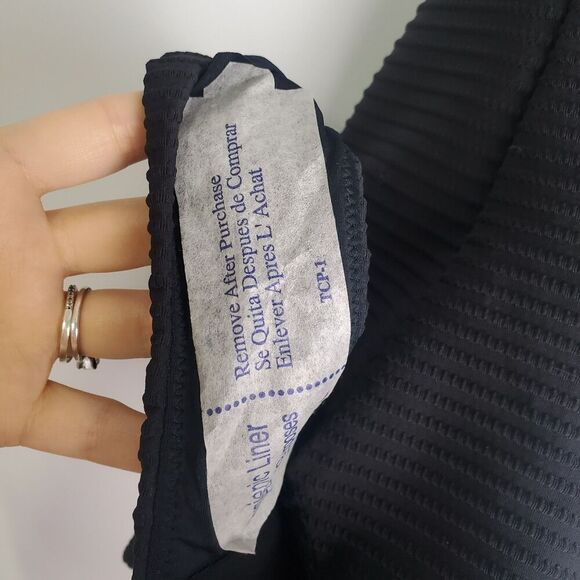 Remove After Purchase
Se Quita Despues de Comprar
Enlever Apres L' Achat
TCP-1
Liner